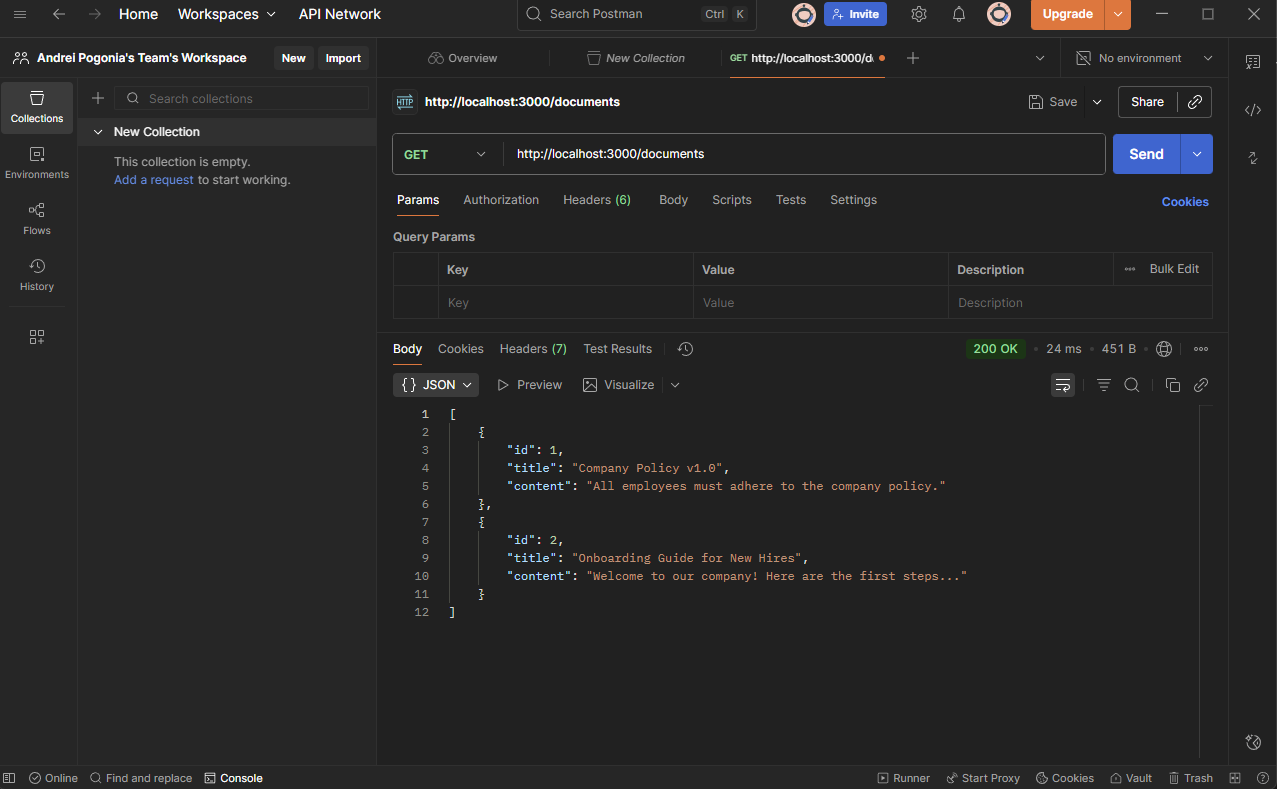 Home Workspaces API Network Search Postman Ctrl K Invite Upgrade
Andrei Pogonia's Team's Workspace New Import Overview New Collection GET http://localhost:3000/d No environment
Collections
Environments
Flows
History
Search collections
New Collection
This collection is empty.
Add a request to start working.
HTTP http://localhost:3000/documents Save Share
GET http://localhost:3000/documents Send
Params Authorization Headers (6) Body Scripts Tests Settings Cookies
Query Params
Key Value Description Bulk Edit
Key Value Description
Body Cookies Headers (7) Test Results 200 OK 24 ms 451 B
{} JSON Preview Visualize
1 [
2 {
3 "id": 1,
4 "title": "Company Policy v1.0",
5 "content": "All employees must adhere to the company policy."
6 },
7 {
8 "id": 2,
9 "title": "Onboarding Guide for New Hires",
10 "content": "Welcome to our company! Here are the first steps..."
11 }
12 ]
Online Find and replace Console Runner Start Proxy Cookies Vault Trash